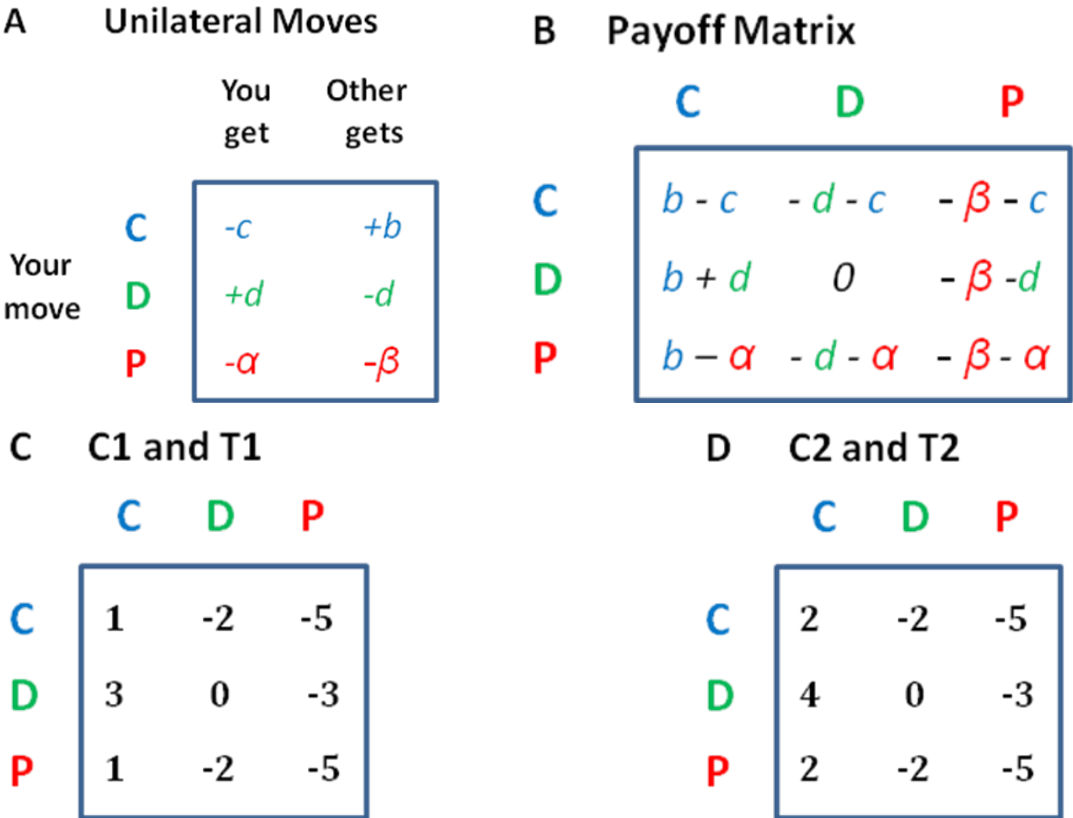 A Unilateral Moves
You Other
get gets
C -c +b
Your
move
D +d -d
P -α -β
B Payoff Matrix
C D P
C b - c - d - c - β - c
D b + d 0 - β -d
P b – α - d - α - β - α
C C1 and T1
C D P
C 1 -2 -5
D 3 0 -3
P 1 -2 -5
D C2 and T2
C D P
C 2 -2 -5
D 4 0 -3
P 2 -2 -5